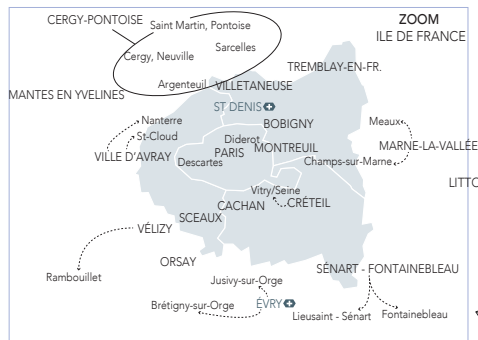 CERGY-PONTOISE
Saint Martin, Pontoise
ZOOM
ILE DE FRANCE
Sarcelles
Cergy, Neuville
TREMBLAY-EN-FR.
Argenteuil
VILLETANEUSE
MANTES EN YVELINES
ST DENIS
Nanterre
BOBIGNY
Meaux
St-Cloud
Diderot
MONTREUIL
MARNE-LA-VALLÉE
VILLE D'AVRAY
PARIS
Descartes
Champs-sur-Marne
LITTO
Vitry/Seine
CACHAN
CRÉTEIL
SCEAUX
VÉLIZY
ORSAY
SÉNART - FONTAINEBLEAU
Rambouillet
Jusivy-sur-Orge
Brétigny-sur-Orge
ÉVRY
Lieusaint - Sénart
Fontainebleau